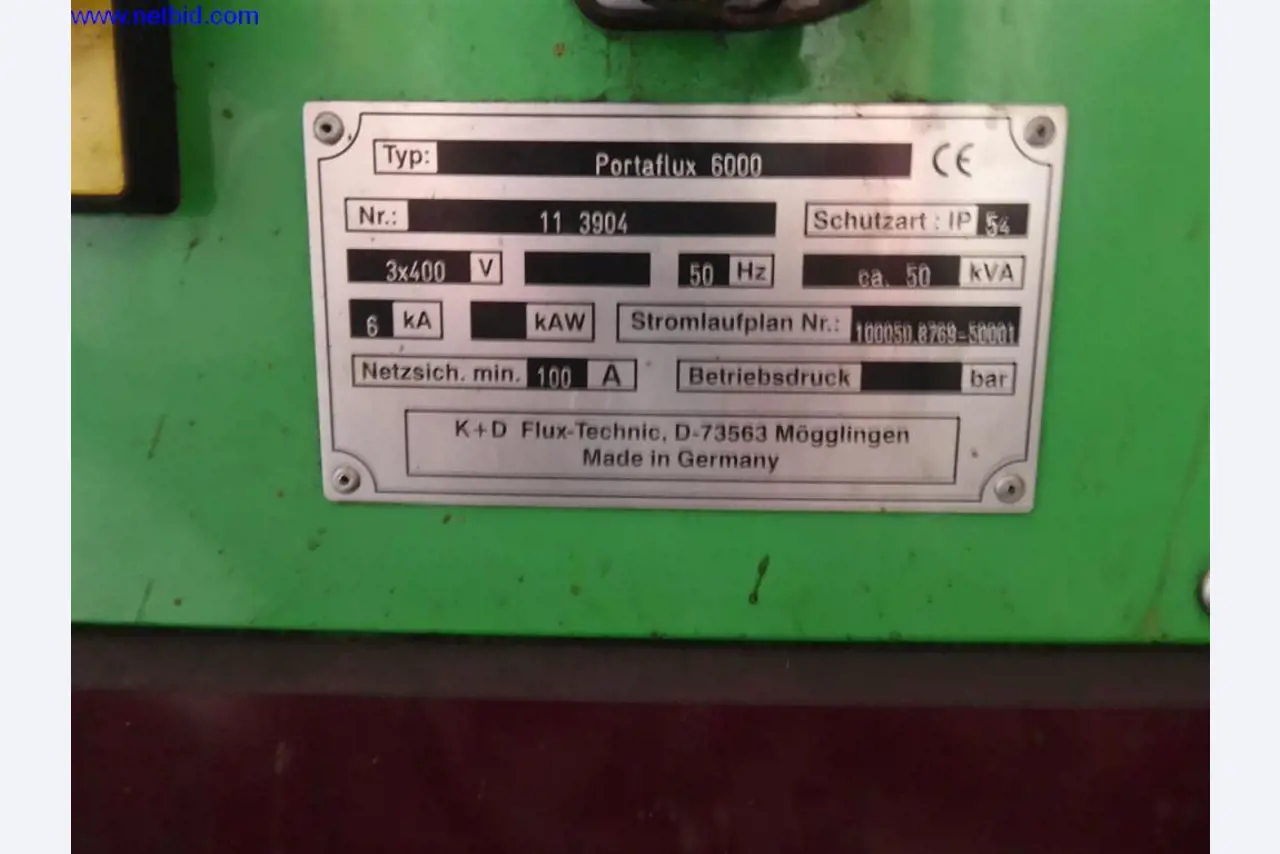 www.netbid.com
Typ: Portaflux 6000 CE
Nr.: 11 3904 Schutzart : IP 54
3x400 V 50 Hz ca. 50 kVA
6 kA kAW Stromlaufplan Nr.: 100050.8769-50001
Netzsich. min. 100 A Betriebsdruck bar
K+D Flux-Technic, D-73563 Mögglingen
Made in Germany